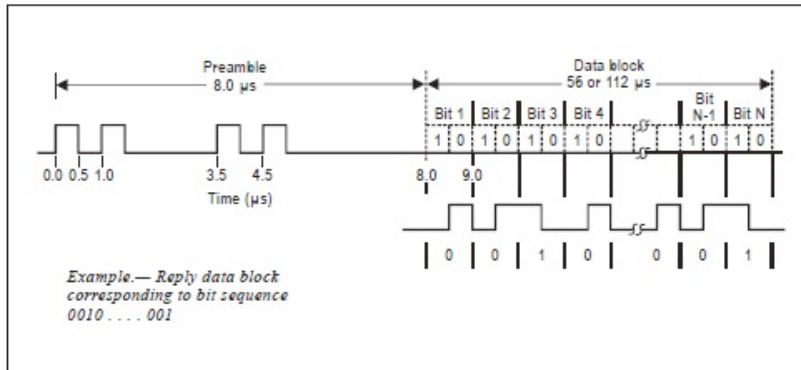 Preamble
8.0 µs
Data block
56 or 112 µs
Bit 1 Bit 2 Bit 3 Bit 4 Bit N-1 Bit N
1 0 1 0 1 0 1 0 1 0 1 0
0.0 0.5 1.0 3.5 4.5 8.0 9.0
Time (µs)
0 0 1 0 0 0 1
Example.— Reply data block
corresponding to bit sequence
0010 . . . . 001